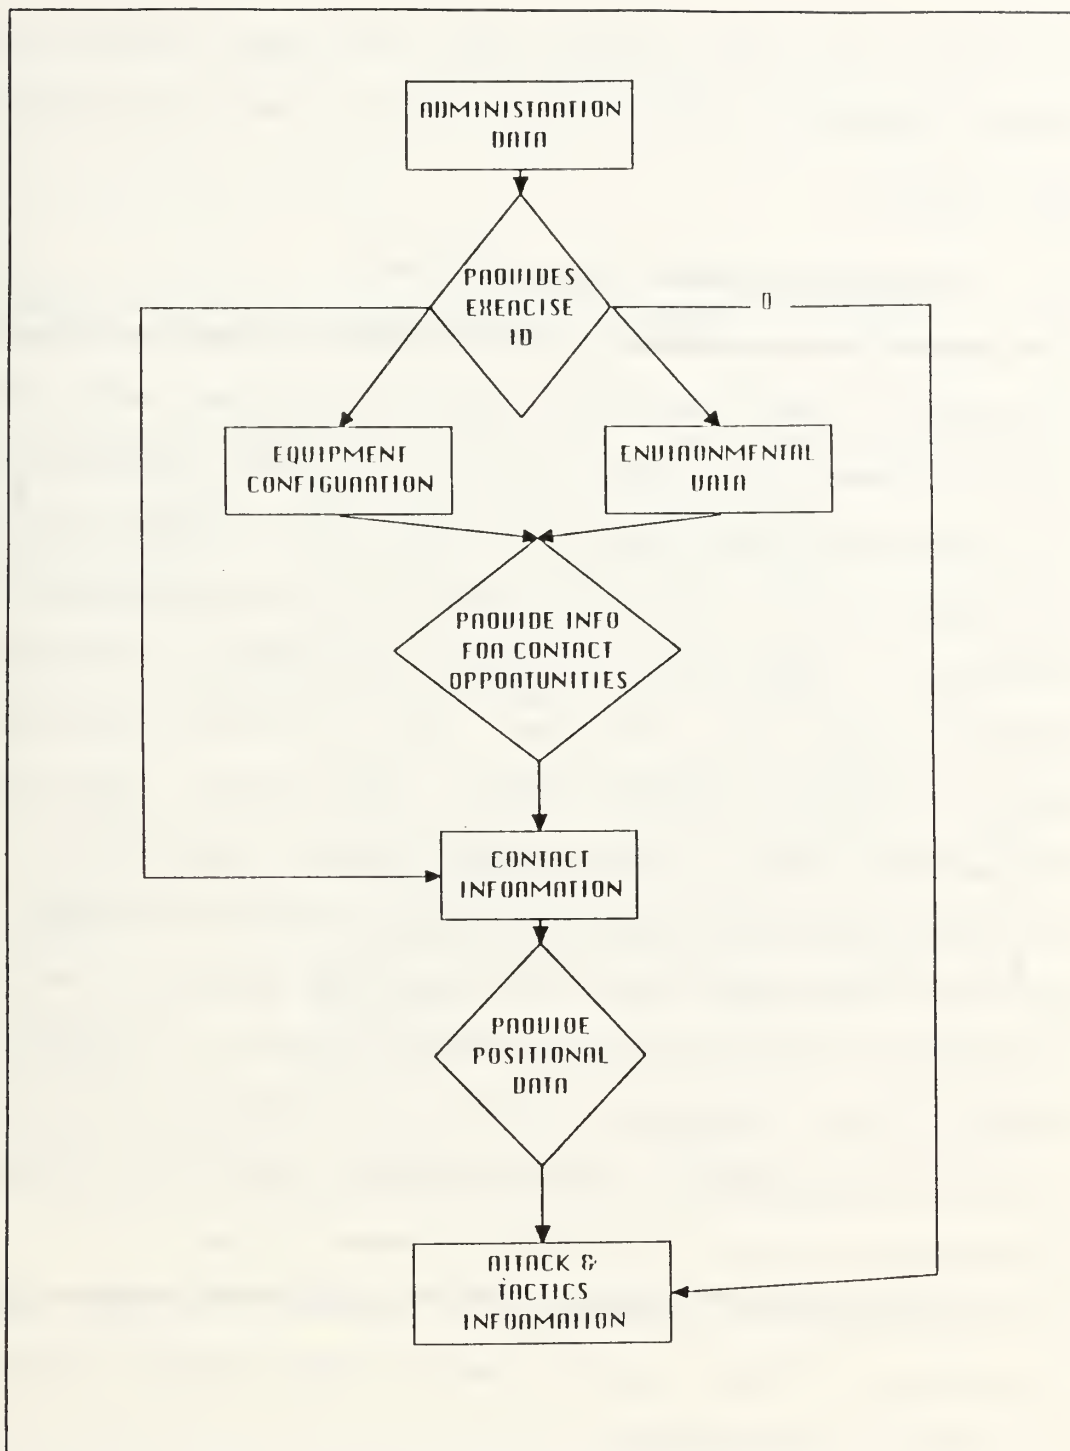 ADMINISTRATION
DATA
PROVIDES
EXERCISE
ID
0
EQUIPMENT
CONFIGURATION
ENVIRONMENTAL
DATA
PROVIDE INFO
FOR CONTACT
OPPORTUNITIES
CONTACT
INFORMATION
PROVIDE
POSITIONAL
DATA
ATTACK &
TACTICS
INFORMATION